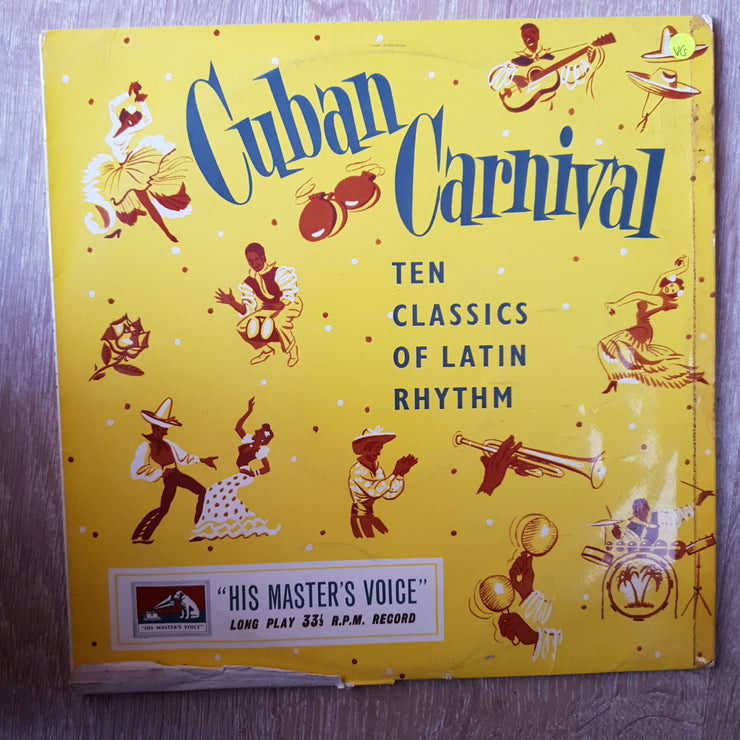 VG
Cuban
Carnival
TEN
CLASSICS
OF LATIN
RHYTHM
"HIS MASTER'S VOICE"
LONG PLAY 33⅓ R.P.M. RECORD
"HIS MASTER'S VOICE"